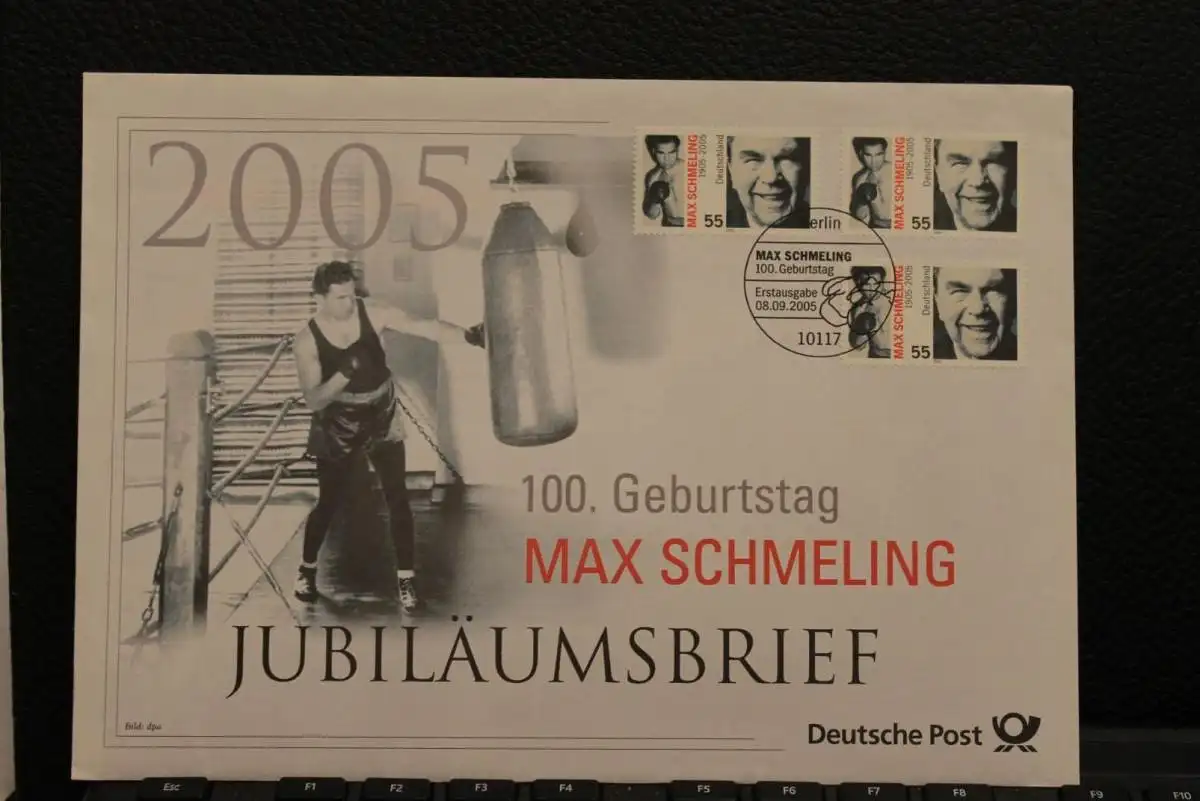 2005
MAX SCHMELING
1905-2005
Deutschland
55
MAX SCHMELING
1905-2005
Deutschland
55
MAX SCHMELING
1905-2005
Deutschland
55
erlin
MAX SCHMELING
100. Geburtstag
Erstausgabe
08.09.2005
10117
100. Geburtstag
MAX SCHMELING
JUBILÄUMSBRIEF
Bild: dpa
Deutsche Post
Esc F1 F2 F3 F4 F5 F6 F7 F8 F9 F10